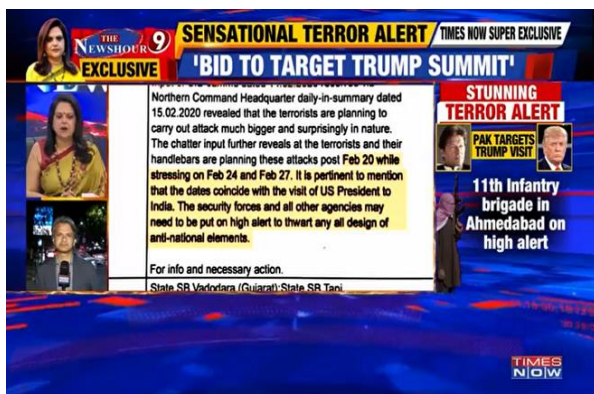 THE
NEWSHOUR 9
EXCLUSIVE
SENSATIONAL TERROR ALERT
TIMES NOW SUPER EXCLUSIVE
'BID TO TARGET TRUMP SUMMIT'
Northern Command Headquarter daily-in-summary dated
15.02.2020 revealed that the terrorists are planning to
carry out attack much bigger and surprisingly in nature.
The chatter input further reveals at the terrorists and their
handlebars are planning these attacks post Feb 20 while
stressing on Feb 24 and Feb 27. It is pertinent to mention
that the dates coincide with the visit of US President to
India. The security forces and all other agencies may
need to be put on high alert to thwart any all design of
anti-national elements.
For info and necessary action.
State SB Vadodara (Gujarat);State SB Tapi
STUNNING
TERROR ALERT
PAK TARGETS
TRUMP VISIT
11th Infantry
brigade in
Ahmedabad on
high alert
TIMES
NOW